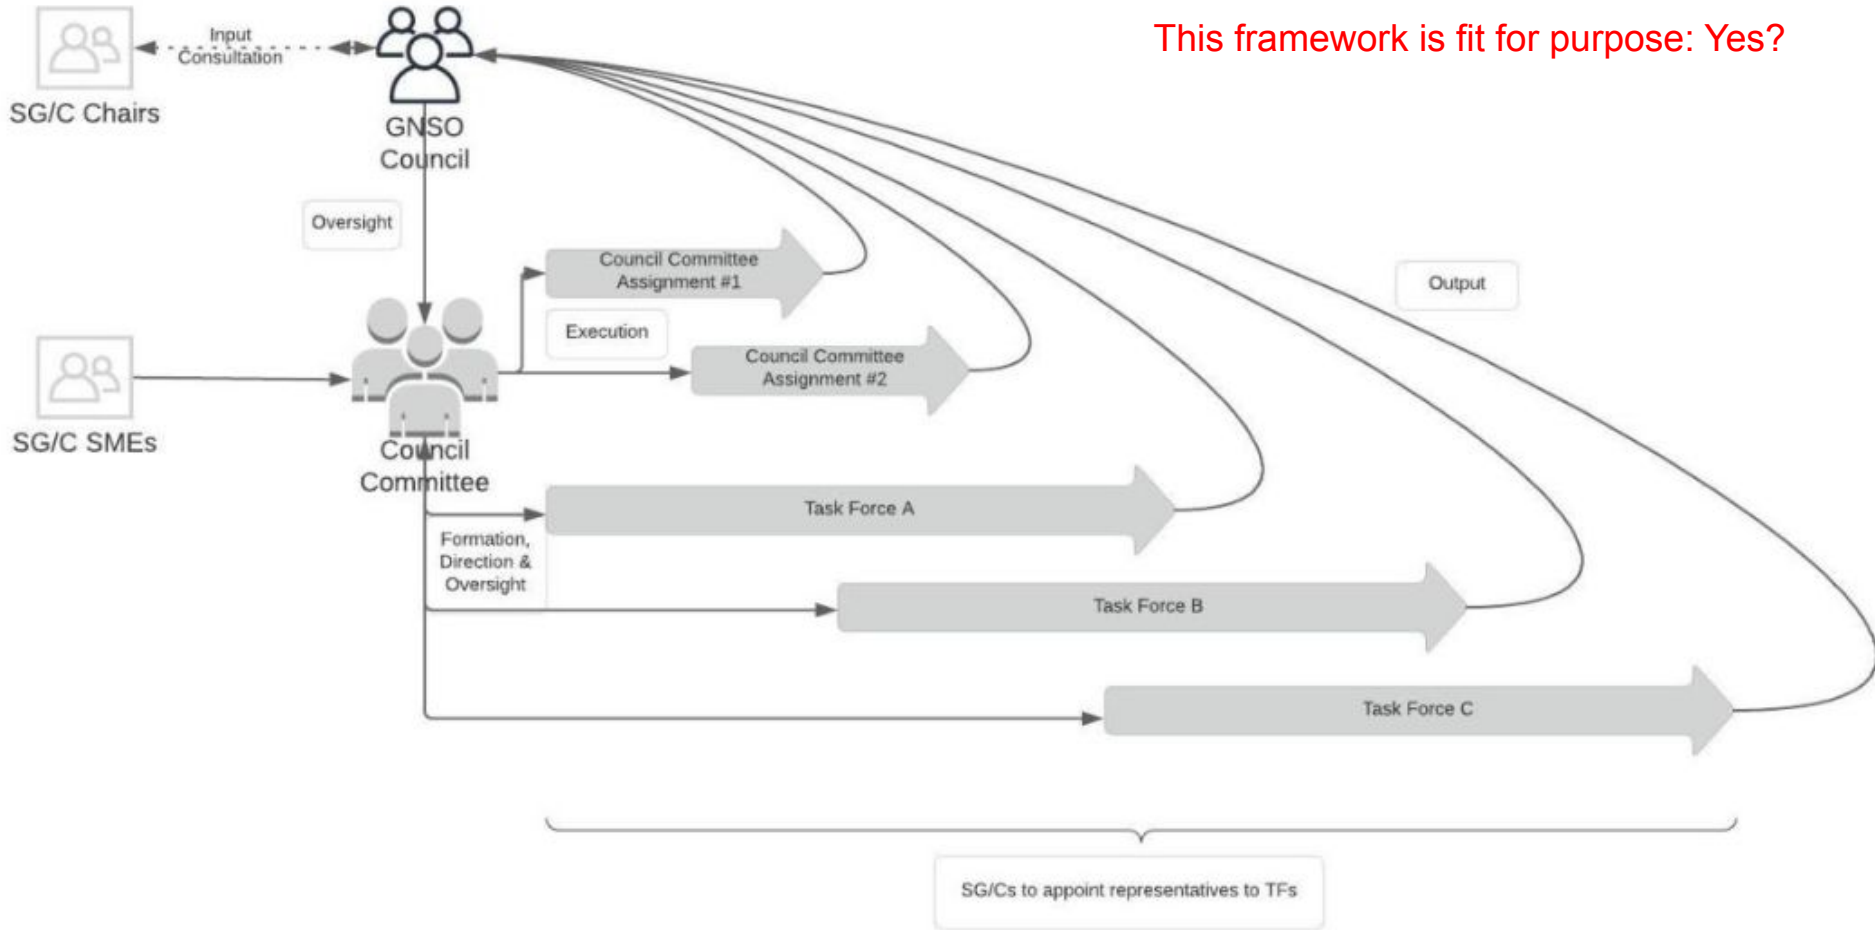 This framework is fit for purpose: Yes?
Input
Consultation
SG/C Chairs
GNSO
Council
Oversight
Council Committee
Assignment #1
Output
Execution
Council Committee
Assignment #2
SG/C SMEs
Council
Committee
Task Force A
Formation,
Direction &
Oversight
Task Force B
Task Force C
SG/Cs to appoint representatives to TFs